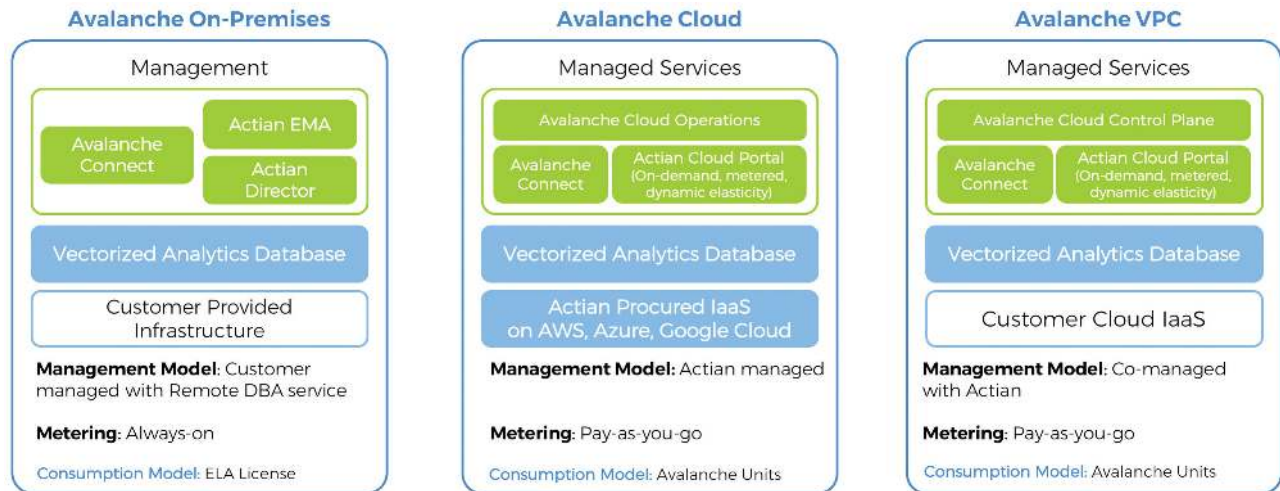 Avalanche On-Premises
Management
Avalanche
Connect
Actian EMA
Actian
Director
Vectorized Analytics Database
Customer Provided
Infrastructure
Management Model: Customer
managed with Remote DBA service
Metering: Always-on
Consumption Model: ELA License
Avalanche Cloud
Managed Services
Avalanche Cloud Operations
Avalanche
Connect
Actian Cloud Portal
(On-demand, metered,
dynamic elasticity)
Vectorized Analytics Database
Actian Procured IaaS
on AWS, Azure, Google Cloud
Management Model: Actian managed
Metering: Pay-as-you-go
Consumption Model: Avalanche Units
Avalanche VPC
Managed Services
Avalanche Cloud Control Plane
Avalanche
Connect
Actian Cloud Portal
(On-demand, metered,
dynamic elasticity)
Vectorized Analytics Database
Customer Cloud IaaS
Management Model: Co-managed
with Actian
Metering: Pay-as-you-go
Consumption Model: Avalanche Units